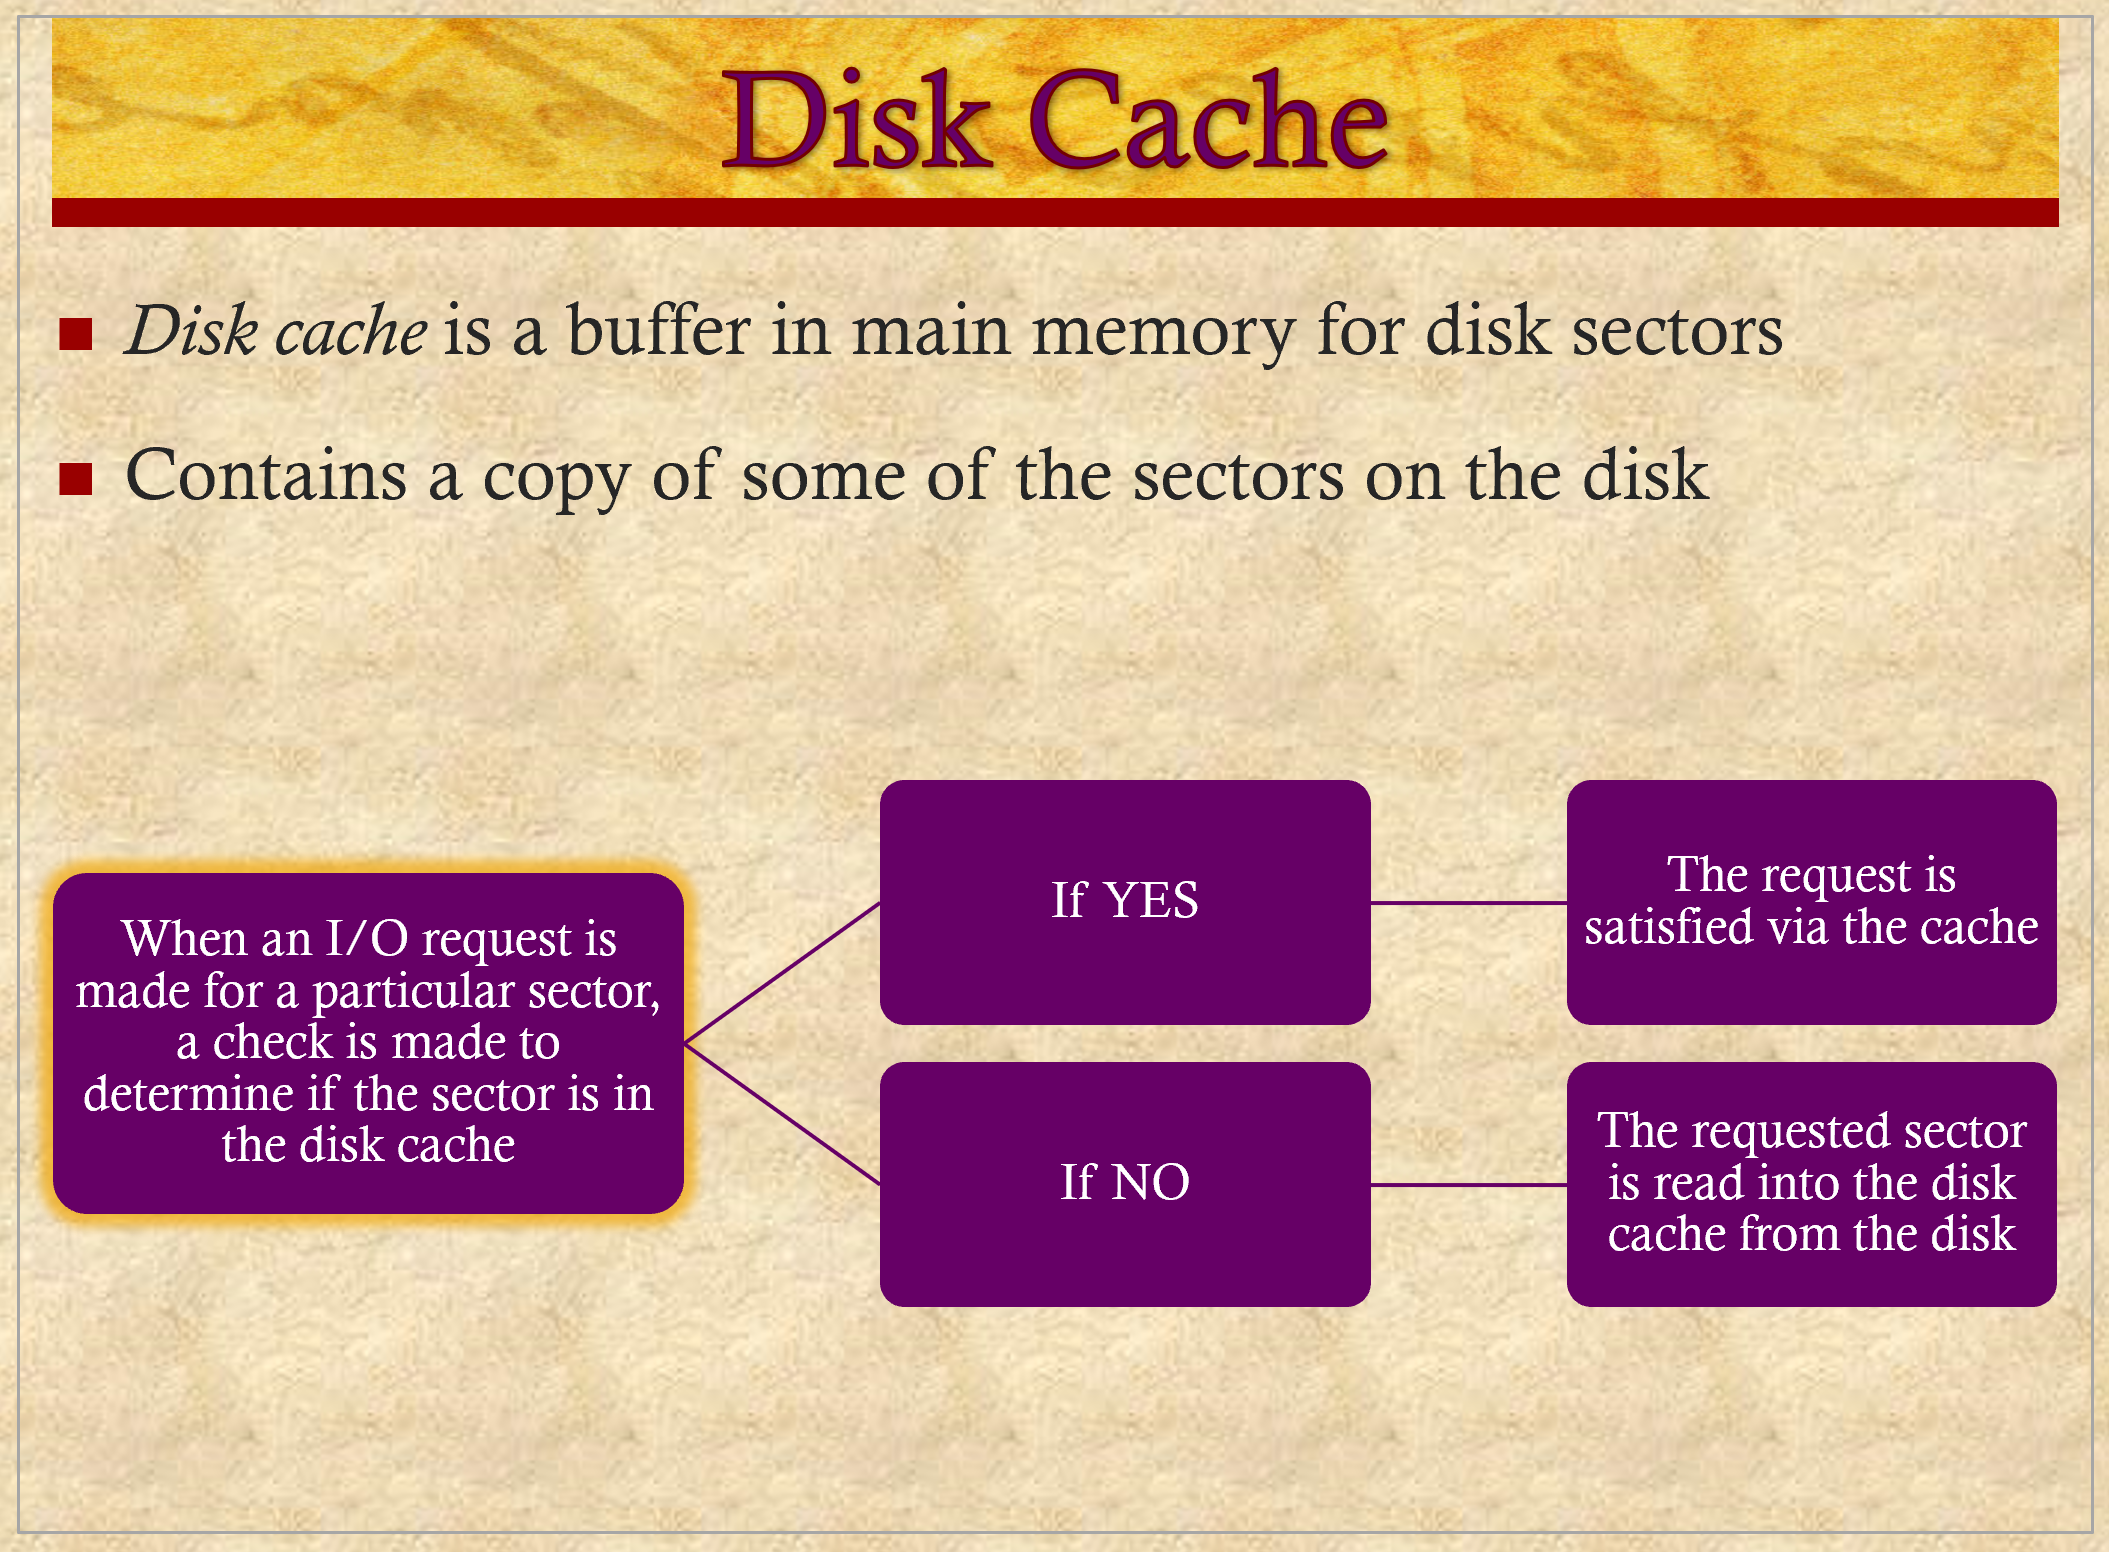 Disk Cache
Disk cache is a buffer in main memory for disk sectors
Contains a copy of some of the sectors on the disk
When an I/O request is
made for a particular sector,
a check is made to
determine if the sector is in
the disk cache
If YES
The request is
satisfied via the cache
If NO
The requested sector
is read into the disk
cache from the disk